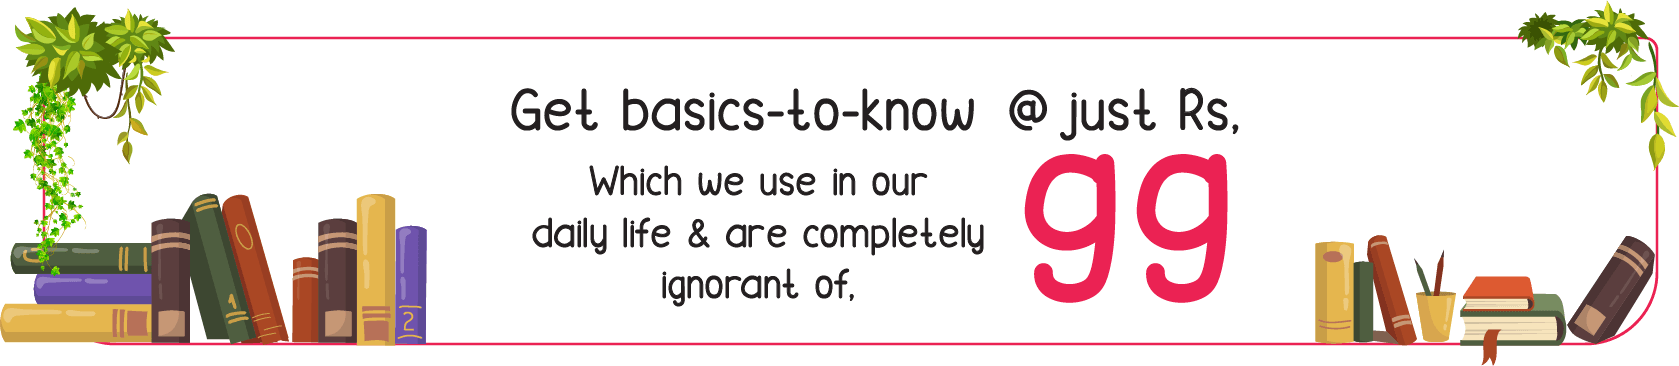 Get basics-to-know @ just Rs,
99
Which we use in our
daily life & are completely
ignorant of,
1
2